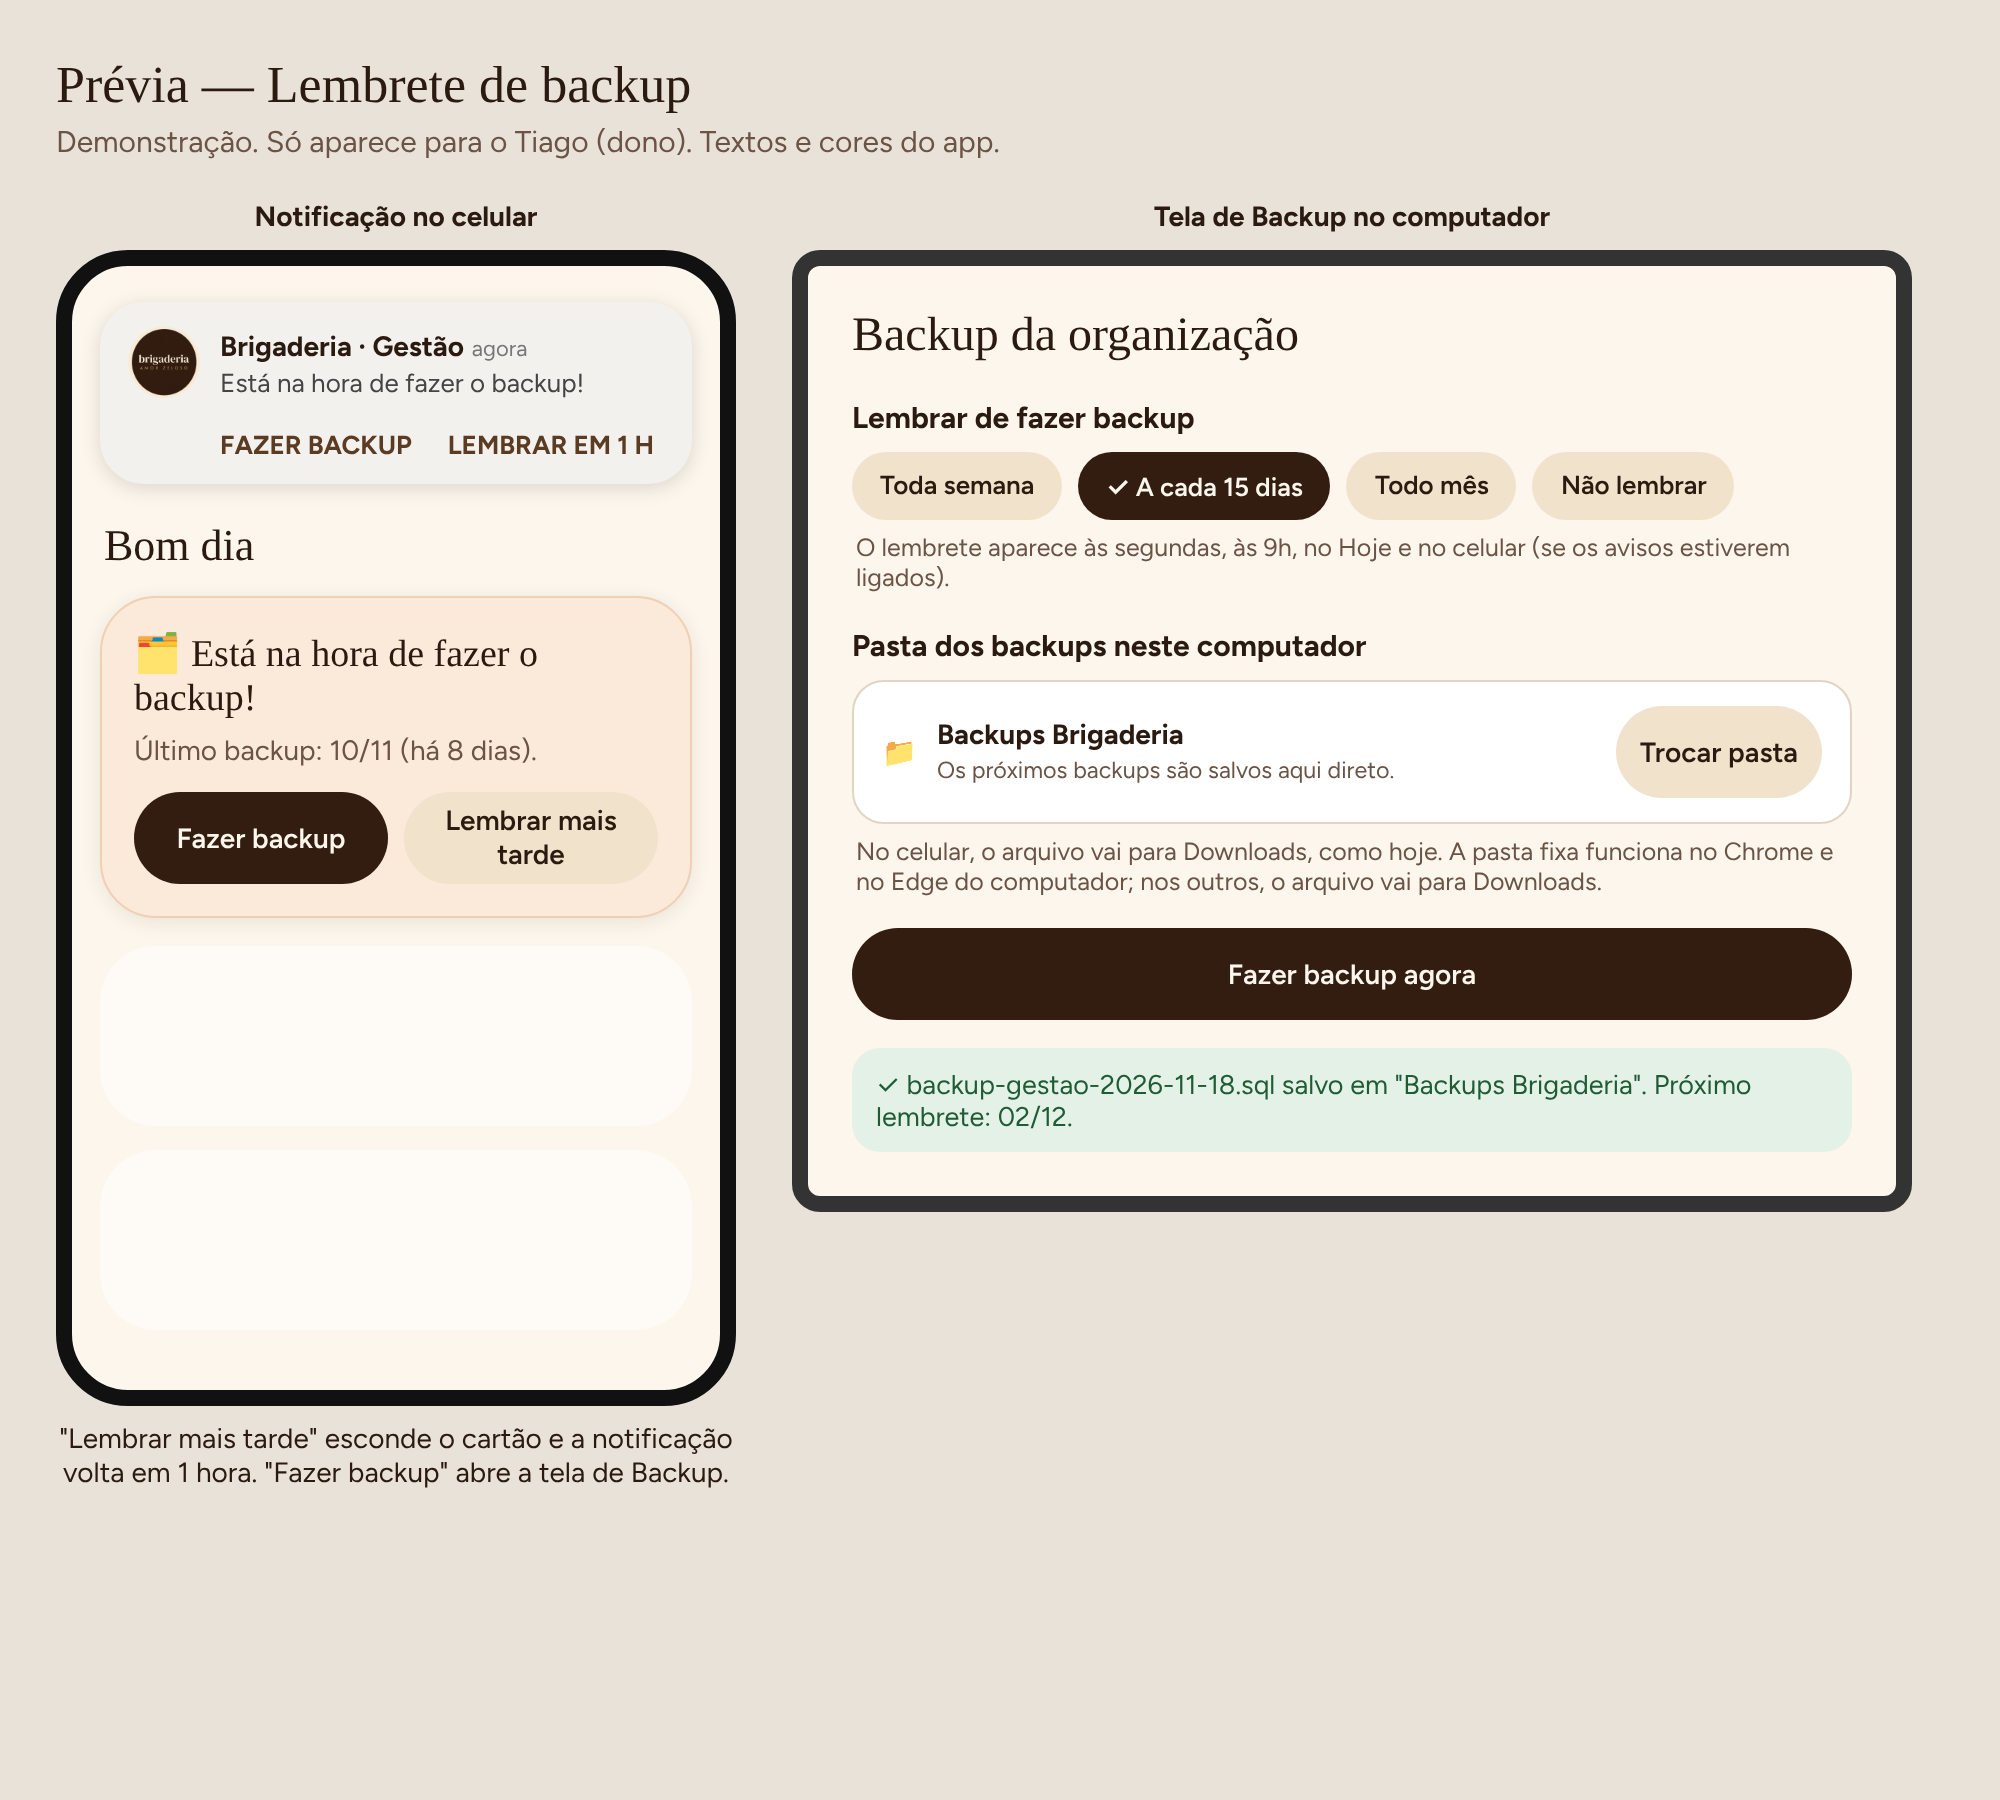 Prévia — Lembrete de backup
Demonstração. Só aparece para o Tiago (dono). Textos e cores do app.
Notificação no celular
brigaderia
AMOR ZELOSO
Brigaderia · Gestão agora
Está na hora de fazer o backup!
FAZER BACKUP LEMBRAR EM 1 H
Bom dia
🗂️ Está na hora de fazer o
backup!
Último backup: 10/11 (há 8 dias).
Fazer backup
Lembrar mais
tarde
"Lembrar mais tarde" esconde o cartão e a notificação
volta em 1 hora. "Fazer backup" abre a tela de Backup.
Tela de Backup no computador
Backup da organização
Lembrar de fazer backup
Toda semana ✓ A cada 15 dias Todo mês Não lembrar
O lembrete aparece às segundas, às 9h, no Hoje e no celular (se os avisos estiverem
ligados).
Pasta dos backups neste computador
📁 Backups Brigaderia
Os próximos backups são salvos aqui direto.
Trocar pasta
No celular, o arquivo vai para Downloads, como hoje. A pasta fixa funciona no Chrome e
no Edge do computador; nos outros, o arquivo vai para Downloads.
Fazer backup agora
✓ backup-gestao-2026-11-18.sql salvo em "Backups Brigaderia". Próximo
lembrete: 02/12.